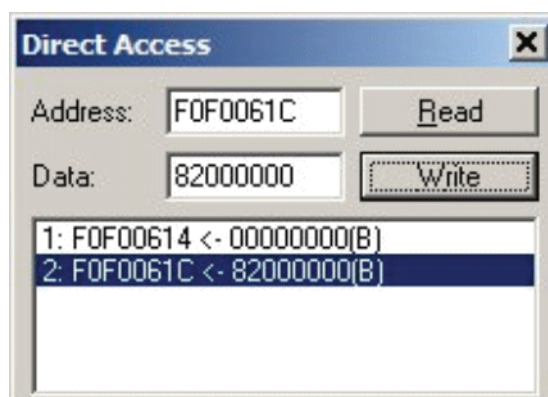 Direct Access
Address: F0F0061C Read
Data: 82000000 Write
1: F0F00614 <- 00000000(B)
2: F0F0061C <- 82000000(B)